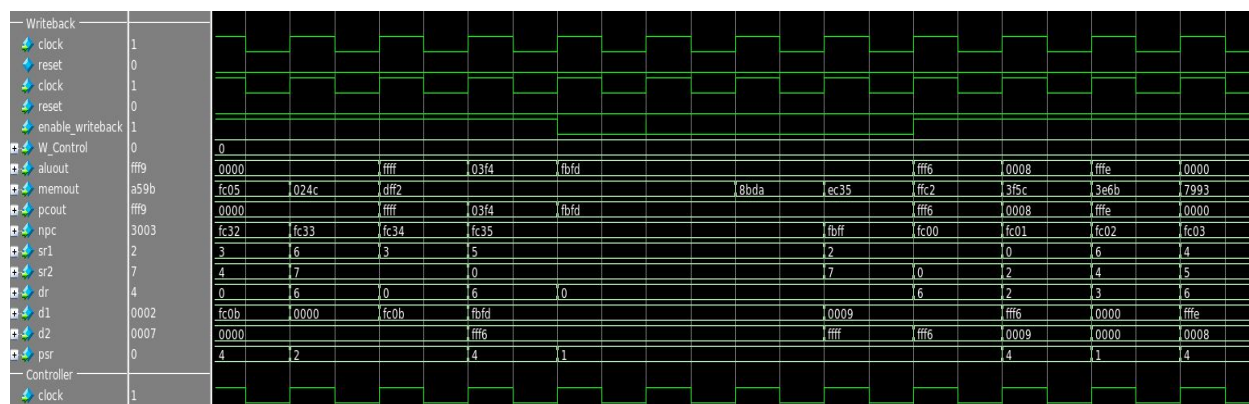 Writeback
clock 1
reset 0
clock 1
reset 0
enable_writeback 1
W_Control 0 0
aluout fff9 0000 ffff 03f4 fbfd fff6 0008 fffe 0000
memout a59b fc05 024c dff2 8bda ec35 ffc2 3f5c 3e6b 7993
pcout fff9 0000 ffff 03f4 fbfd fff6 0008 fffe 0000
npc 3003 fc32 fc33 fc34 fc35 fbff fc00 fc01 fc02 fc03
sr1 2 3 6 3 5 2 0 6 4
sr2 7 4 7 0 7 0 2 4 5
dr 4 0 6 0 6 0 6 2 3 6
d1 0002 fc0b 0000 fc0b fbfd 0009 fff6 0000 fffe
d2 0007 0000 fff6 ffff fff6 0009 0000 0008
psr 0 4 2 4 1 4 1 4
Controller
clock 1